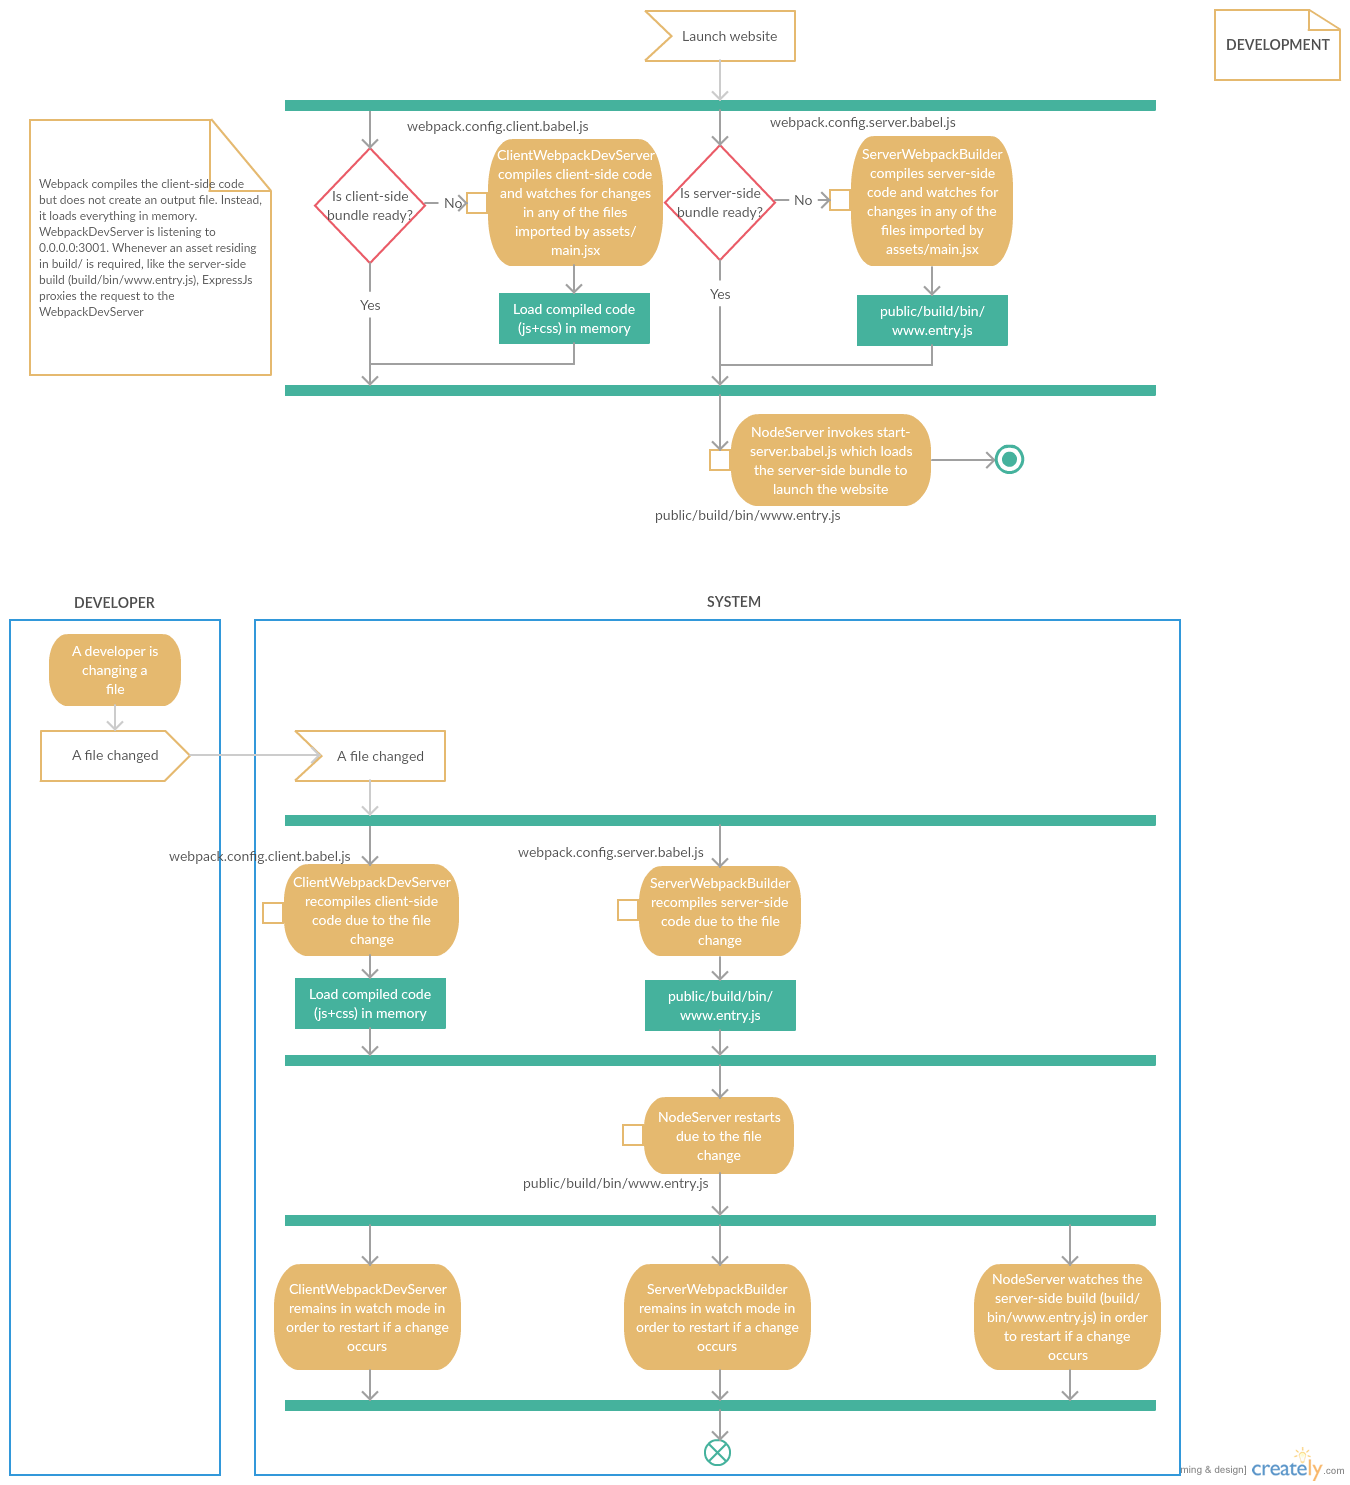 Launch website
DEVELOPMENT
webpack.config.client.babel.js
webpack.config.server.babel.js
Webpack compiles the client-side code
but does not create an output file. Instead,
it loads everything in memory.
WebpackDevServer is listening to
0.0.0.0:3001. Whenever an asset residing
in build/ is required, like the server-side
build (build/bin/www.entry.js), ExpressJs
proxies the request to the
WebpackDevServer
Is client-side
bundle ready?
No
ClientWebpackDevServer
compiles client-side code
and watches for changes
in any of the files
imported by assets/
main.jsx
Is server-side
bundle ready?
No
ServerWebpackBuilder
compiles server-side
code and watches for
changes in any of the
files imported by
assets/main.jsx
Yes
Load compiled code
(js+css) in memory
Yes
public/build/bin/
www.entry.js
NodeServer invokes start-
server.babel.js which loads
the server-side bundle to
launch the website
public/build/bin/www.entry.js
DEVELOPER
SYSTEM
A developer is
changing a
file
A file changed
A file changed
webpack.config.client.babel.js
webpack.config.server.babel.js
ClientWebpackDevServer
recompiles client-side
code due to the file
change
ServerWebpackBuilder
recompiles server-side
code due to the file
change
Load compiled code
(js+css) in memory
public/build/bin/
www.entry.js
NodeServer restarts
due to the file
change
public/build/bin/www.entry.js
ClientWebpackDevServer
remains in watch mode in
order to restart if a change
occurs
ServerWebpackBuilder
remains in watch mode in
order to restart if a change
occurs
NodeServer watches the
server-side build (build/
bin/www.entry.js) in order
to restart if a change
occurs
ming & design] creately.com